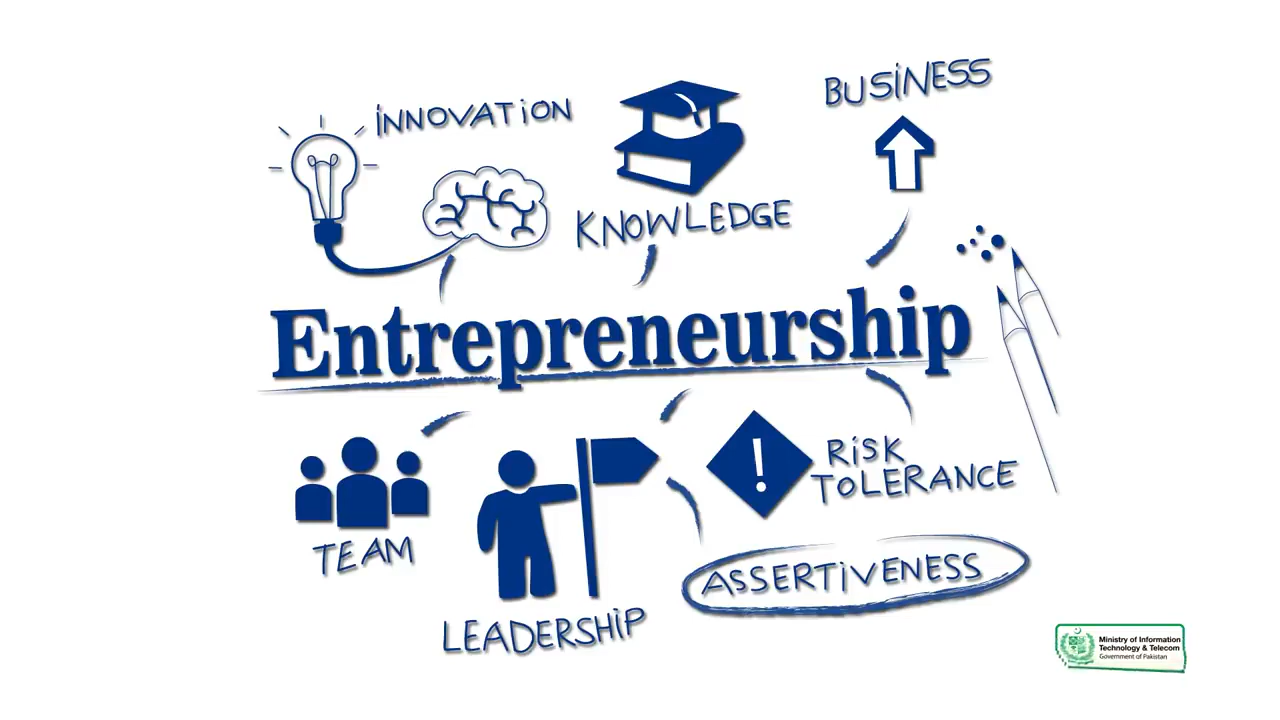 INNOVATION
KNOWLEDGE
BUSINESS
Entrepreneurship
TEAM
LEADERSHIP
!
RISK
TOLERANCE
ASSERTIVENESS
Ministry of Information
Technology & Telecom
Government of Pakistan